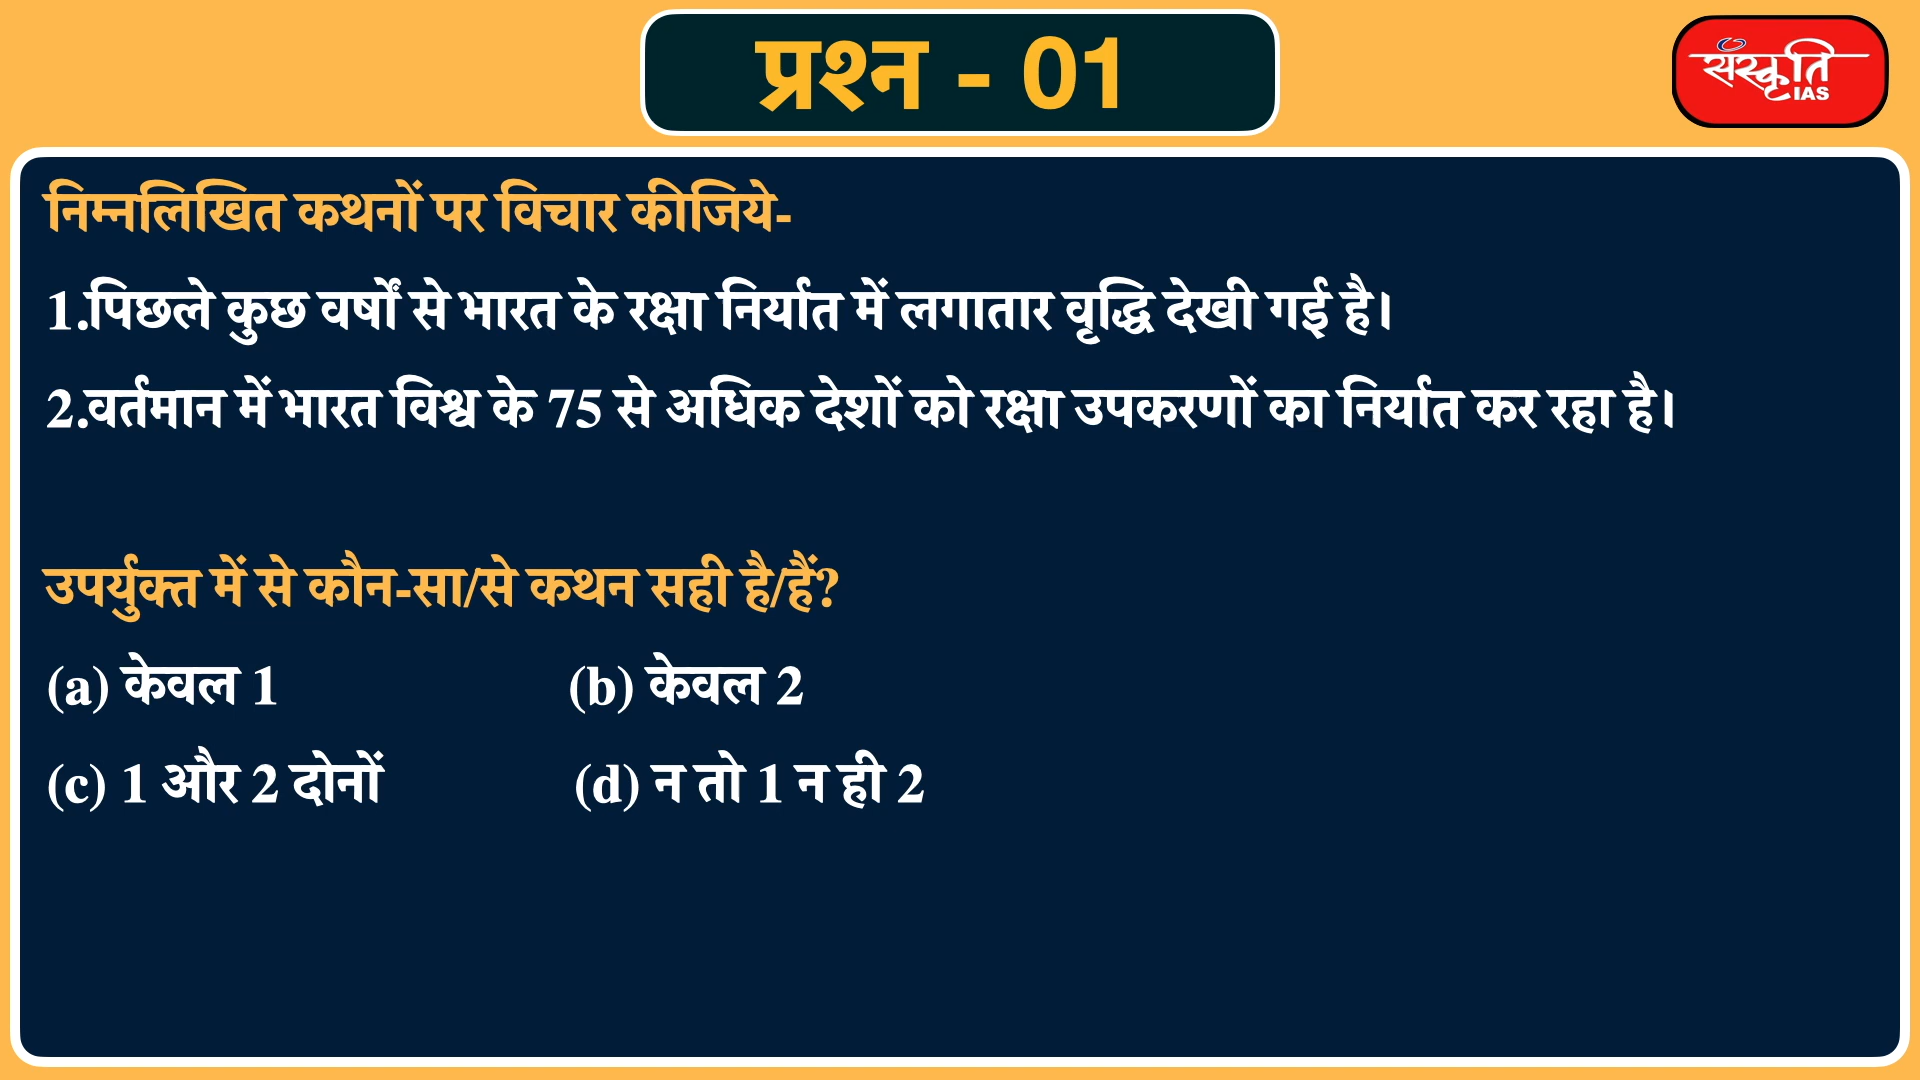 प्रश्न - 01
संस्कृति
IAS
निम्नलिखित कथनों पर विचार कीजिये-
1.पिछले कुछ वर्षों से भारत के रक्षा निर्यात में लगातार वृद्धि देखी गई है।
2.वर्तमान में भारत विश्व के 75 से अधिक देशों को रक्षा उपकरणों का निर्यात कर रहा है।
उपर्युक्त में से कौन-सा/से कथन सही है/हैं?
(a) केवल 1 (b) केवल 2
(c) 1 और 2 दोनों (d) न तो 1 न ही 2